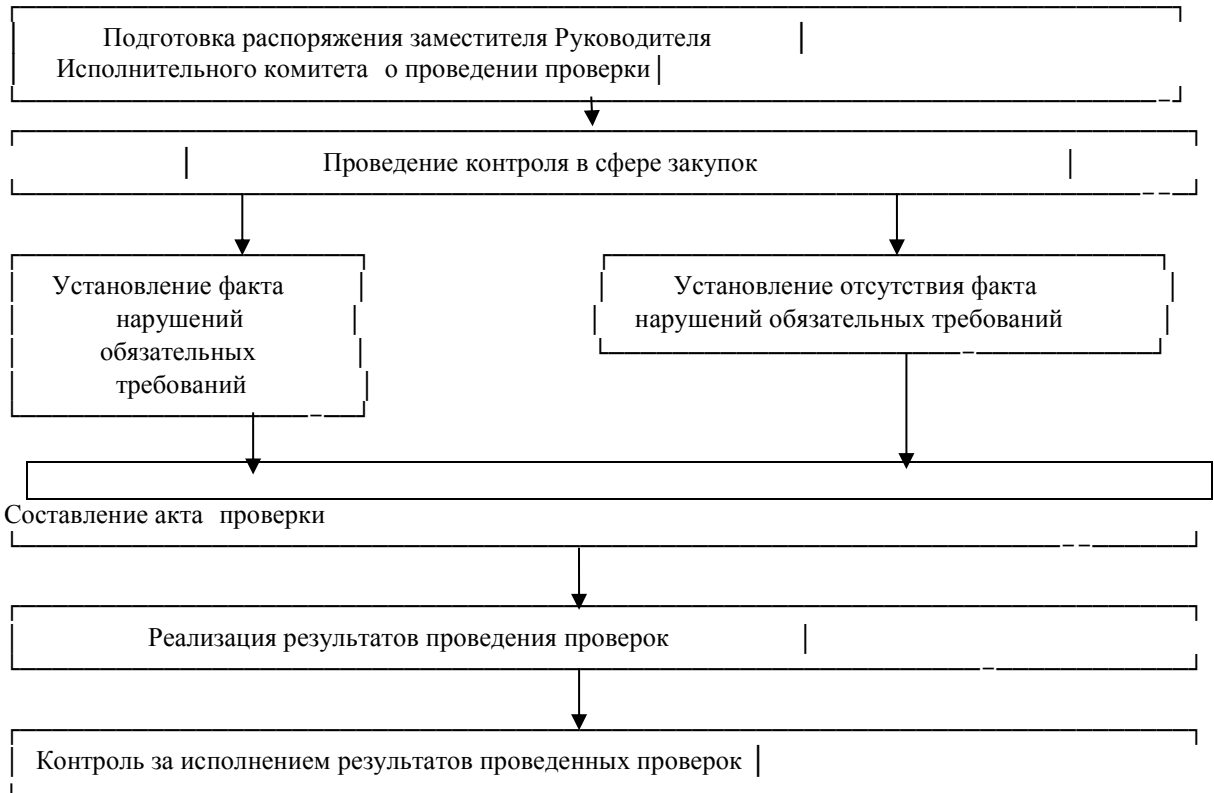 Подготовка распоряжения заместителя Руководителя
Исполнительного комитета о проведении проверки
Проведение контроля в сфере закупок
Установление факта
нарушений
обязательных
требований
Установление отсутствия факта
нарушений обязательных требований
Составление акта проверки
Реализация результатов проведения проверок
Контроль за исполнением результатов проведенных проверок